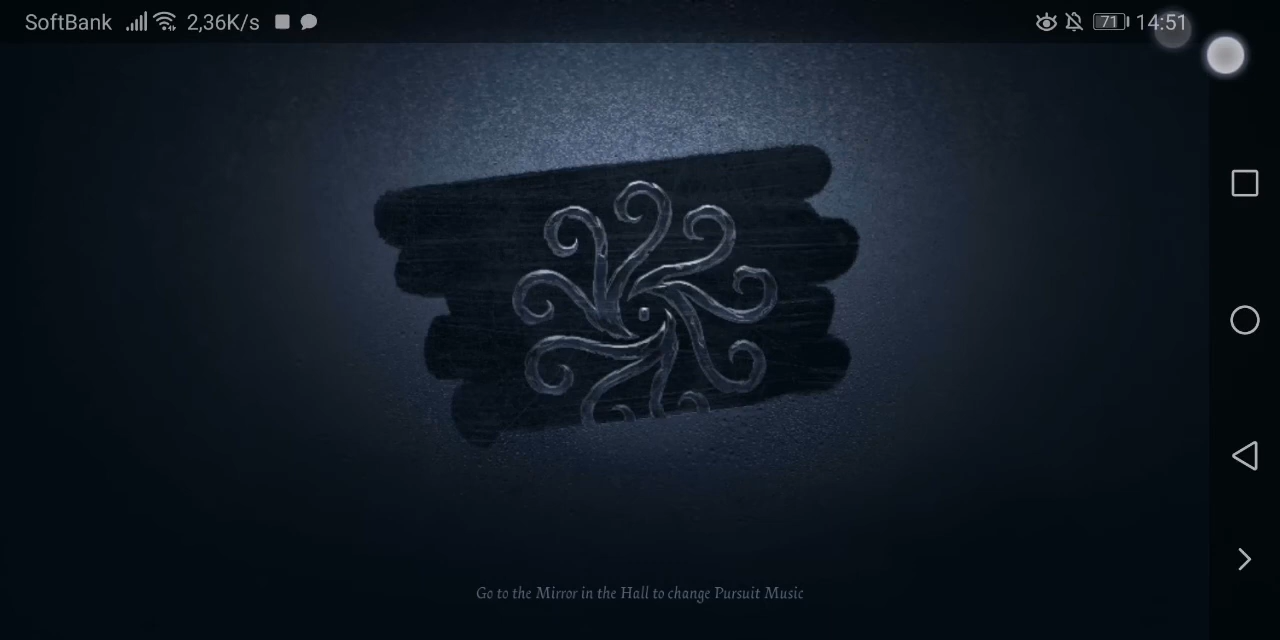 SoftBank 2,36K/s 71 14:51
Go to the Mirror in the Hall to change Pursuit Music